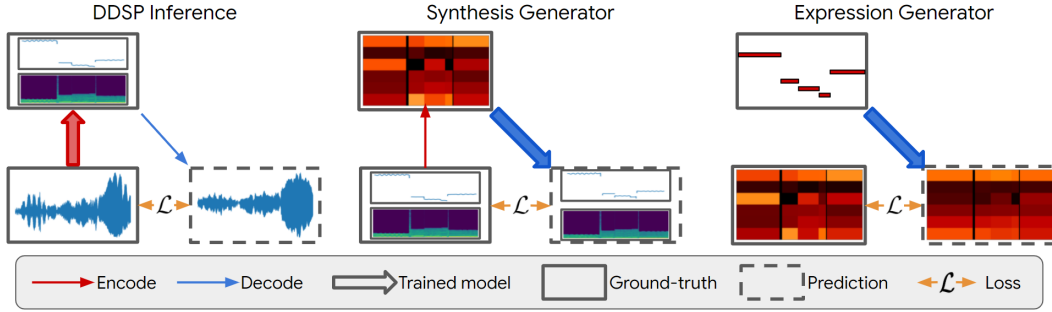 DDSP Inference
Synthesis Generator
Expression Generator
ℒ
ℒ
ℒ
Encode
Decode
Trained model
Ground-truth
Prediction
ℒ
Loss